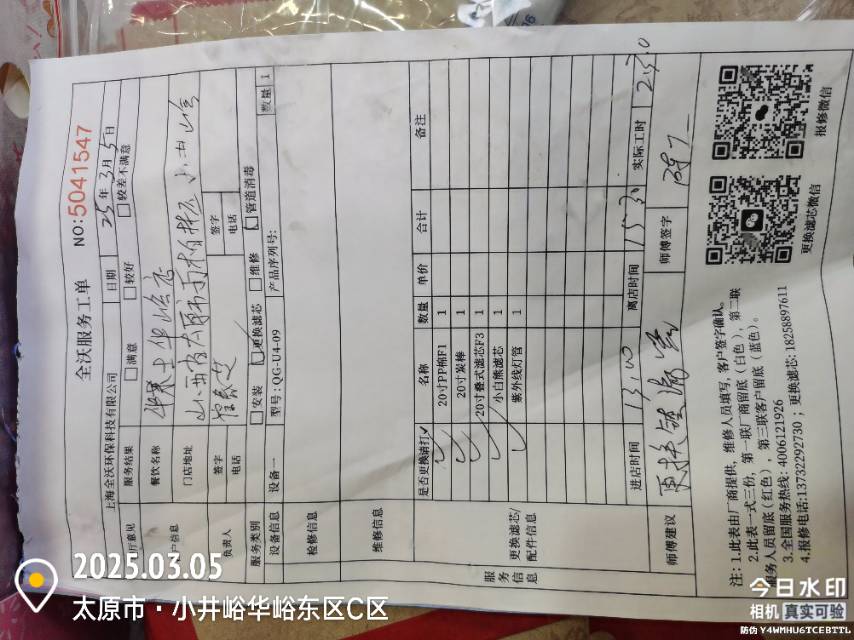 全沃服务工单
NO:5041547
上海全沃环保科技有限公司 日期 25年3月5日
服务结果 满意 较好 较差不满意
餐饮名称 华莱士华峪店
门店地址
签字 签字
电话 电话
负责人
服务类别 安装 更换滤芯 维修 管道消毒
设备信息 设备一 型号：QG-U4-09 产品序列号： 数量 1
检修信息
维修信息
服务信息
更换滤芯/配件信息
是否更换请打✓ 名称 数量 单价 合计 备注
✓ 20寸PP棉F1 1
✓ 20寸炭棒 1
✓ 20寸叠式滤芯F3 1
✓ 小白熊滤芯 1
✓ 紫外线灯管 1
进店时间 13:00 离店时间 15:30 实际工时
师傅建议 师傅签字
注：1.此表由厂商提供，维修人员填写，客户签字确认。
2.此表一式三份，第一联厂商留底（白色），第二联
服务人员留底（红色），第三联客户留底（蓝色）。
3.全国服务热线：4006121926
4.报修电话:13732292730；更换滤芯：18258897611
更换滤芯微信
报修微信
2025.03.05
太原市·小井峪华峪东区C区
今日水印
相机 真实可验
防伪 Y4WMHU6TCEBTTL